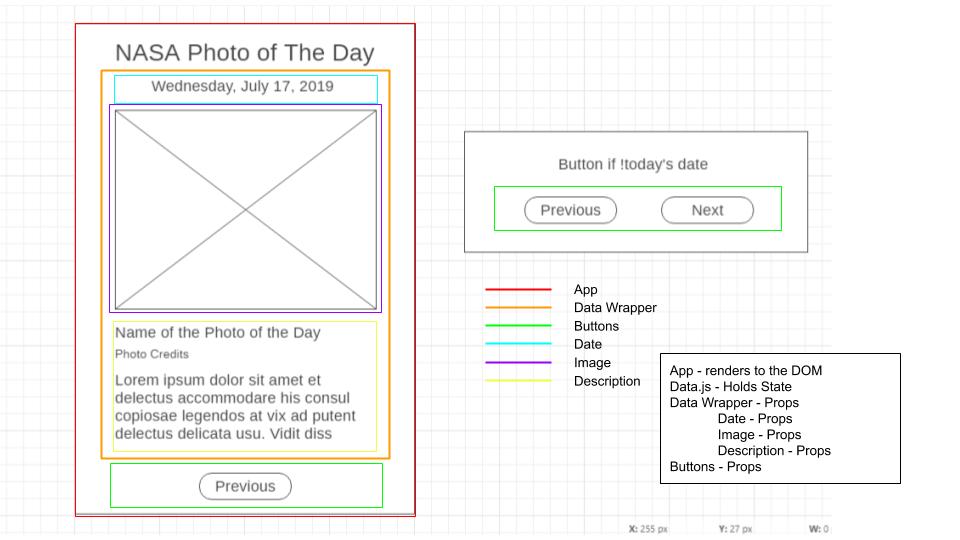 NASA Photo of The Day
Wednesday, July 17, 2019
Name of the Photo of the Day
Photo Credits
Lorem ipsum dolor sit amet et
delectus accommodare his consul
copiosae legendos at vix ad putent
delectus delicata usu. Vidit diss
Previous
Button if !today's date
Previous Next
App
Data Wrapper
Buttons
Date
Image
Description
App - renders to the DOM
Data.js - Holds State
Data Wrapper - Props
Date - Props
Image - Props
Description - Props
Buttons - Props
X: 255 px Y: 27 px W: 0